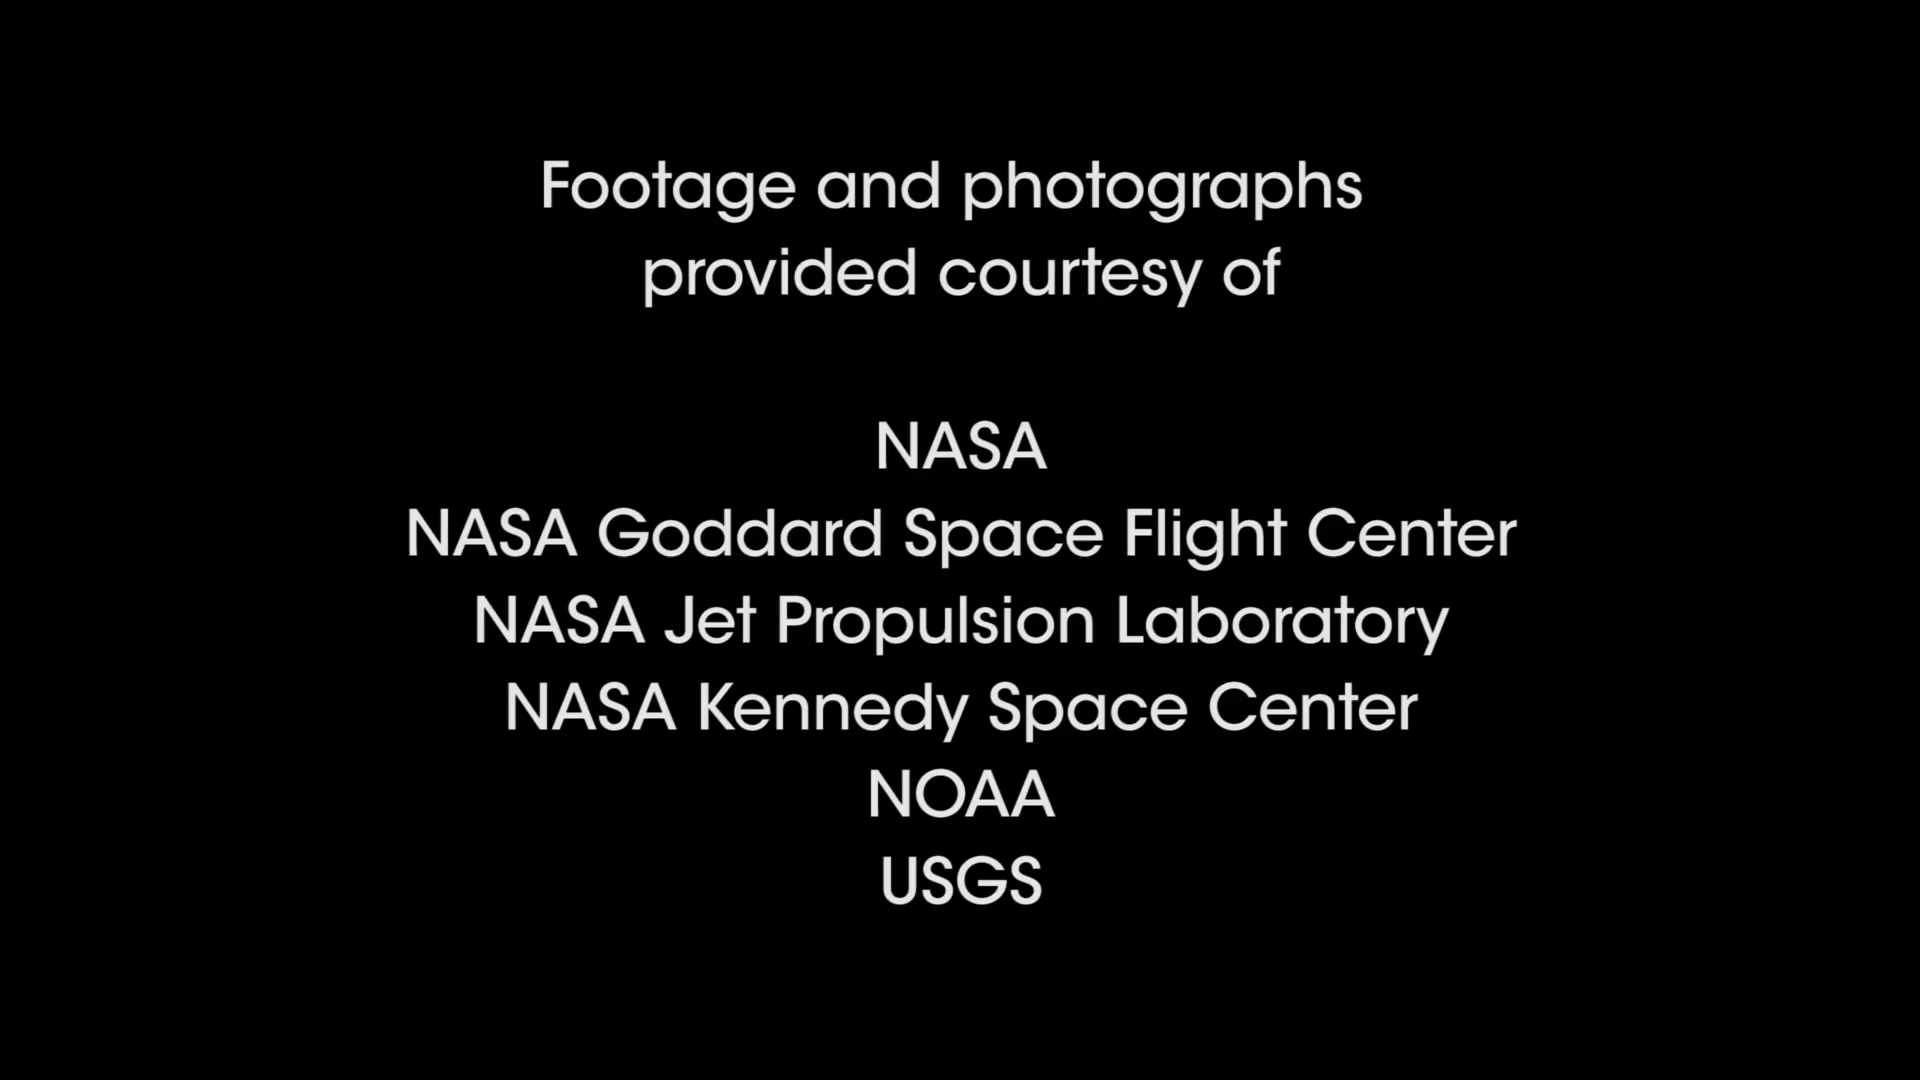 Footage and photographs
provided courtesy of
NASA
NASA Goddard Space Flight Center
NASA Jet Propulsion Laboratory
NASA Kennedy Space Center
NOAA
USGS